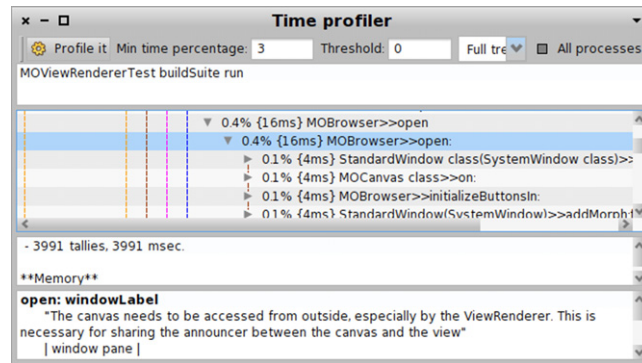 Time profiler
Profile it Min time percentage: 3 Threshold: 0 Full tre All processes
MOViewRendererTest buildSuite run
0.4% {16ms} MOBrowser>>open
0.4% {16ms} MOBrowser>>open:
0.1% {4ms} StandardWindow class(SystemWindow class)>>
0.1% {4ms} MOCanvas class>>on:
0.1% {4ms} MOBrowser>>initializeButtonsIn:
0.1% {4ms} StandardWindow(SystemWindow)>>addMorph:f
- 3991 tallies, 3991 msec.
**Memory**
open: windowLabel
"The canvas needs to be accessed from outside, especially by the ViewRenderer. This is
necessary for sharing the announcer between the canvas and the view"
| window pane |